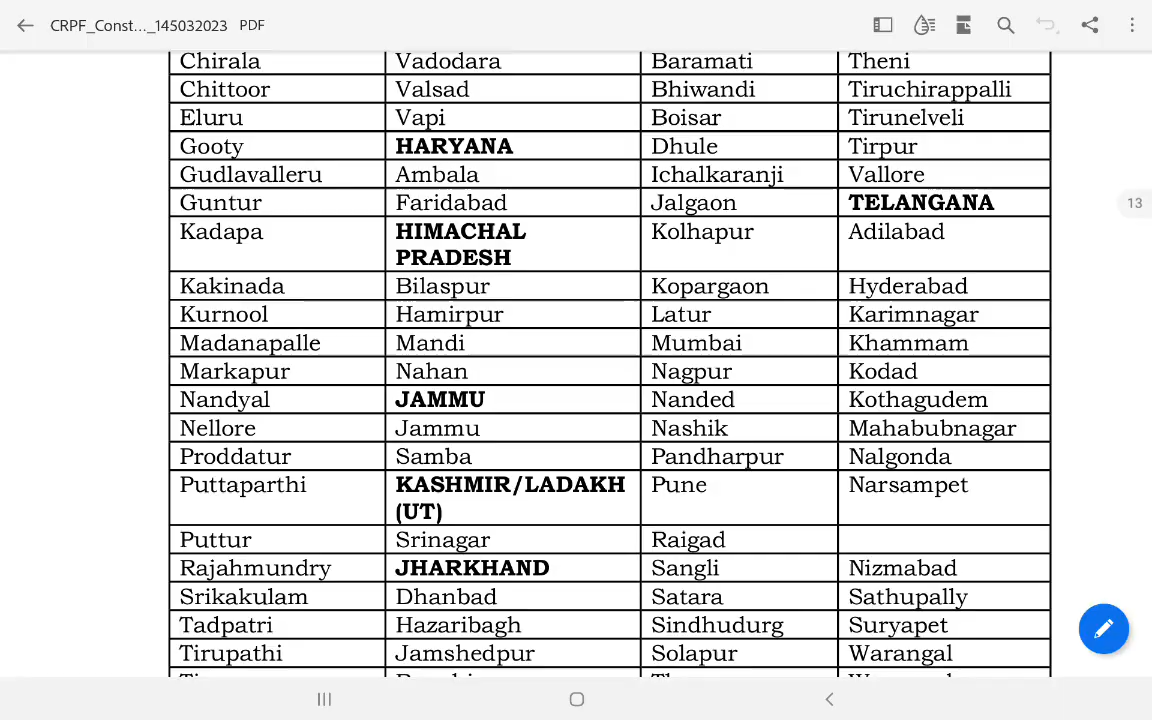 CRPF_Const..._145032023 PDF
Chirala Vadodara Baramati Theni
Chittoor Valsad Bhiwandi Tiruchirappalli
Eluru Vapi Boisar Tirunelveli
Gooty HARYANA Dhule Tirpur
Gudlavalleru Ambala Ichalkaranji Vallore
Guntur Faridabad Jalgaon TELANGANA
13
Kadapa HIMACHAL PRADESH Kolhapur Adilabad
Kakinada Bilaspur Kopargaon Hyderabad
Kurnool Hamirpur Latur Karimnagar
Madanapalle Mandi Mumbai Khammam
Markapur Nahan Nagpur Kodad
Nandyal JAMMU Nanded Kothagudem
Nellore Jammu Nashik Mahabubnagar
Proddatur Samba Pandharpur Nalgonda
Puttaparthi KASHMIR/LADAKH (UT) Pune Narsampet
Puttur Srinagar Raigad
Rajahmundry JHARKHAND Sangli Nizmabad
Srikakulam Dhanbad Satara Sathupally
Tadpatri Hazaribagh Sindhudurg Suryapet
Tirupathi Jamshedpur Solapur Warangal